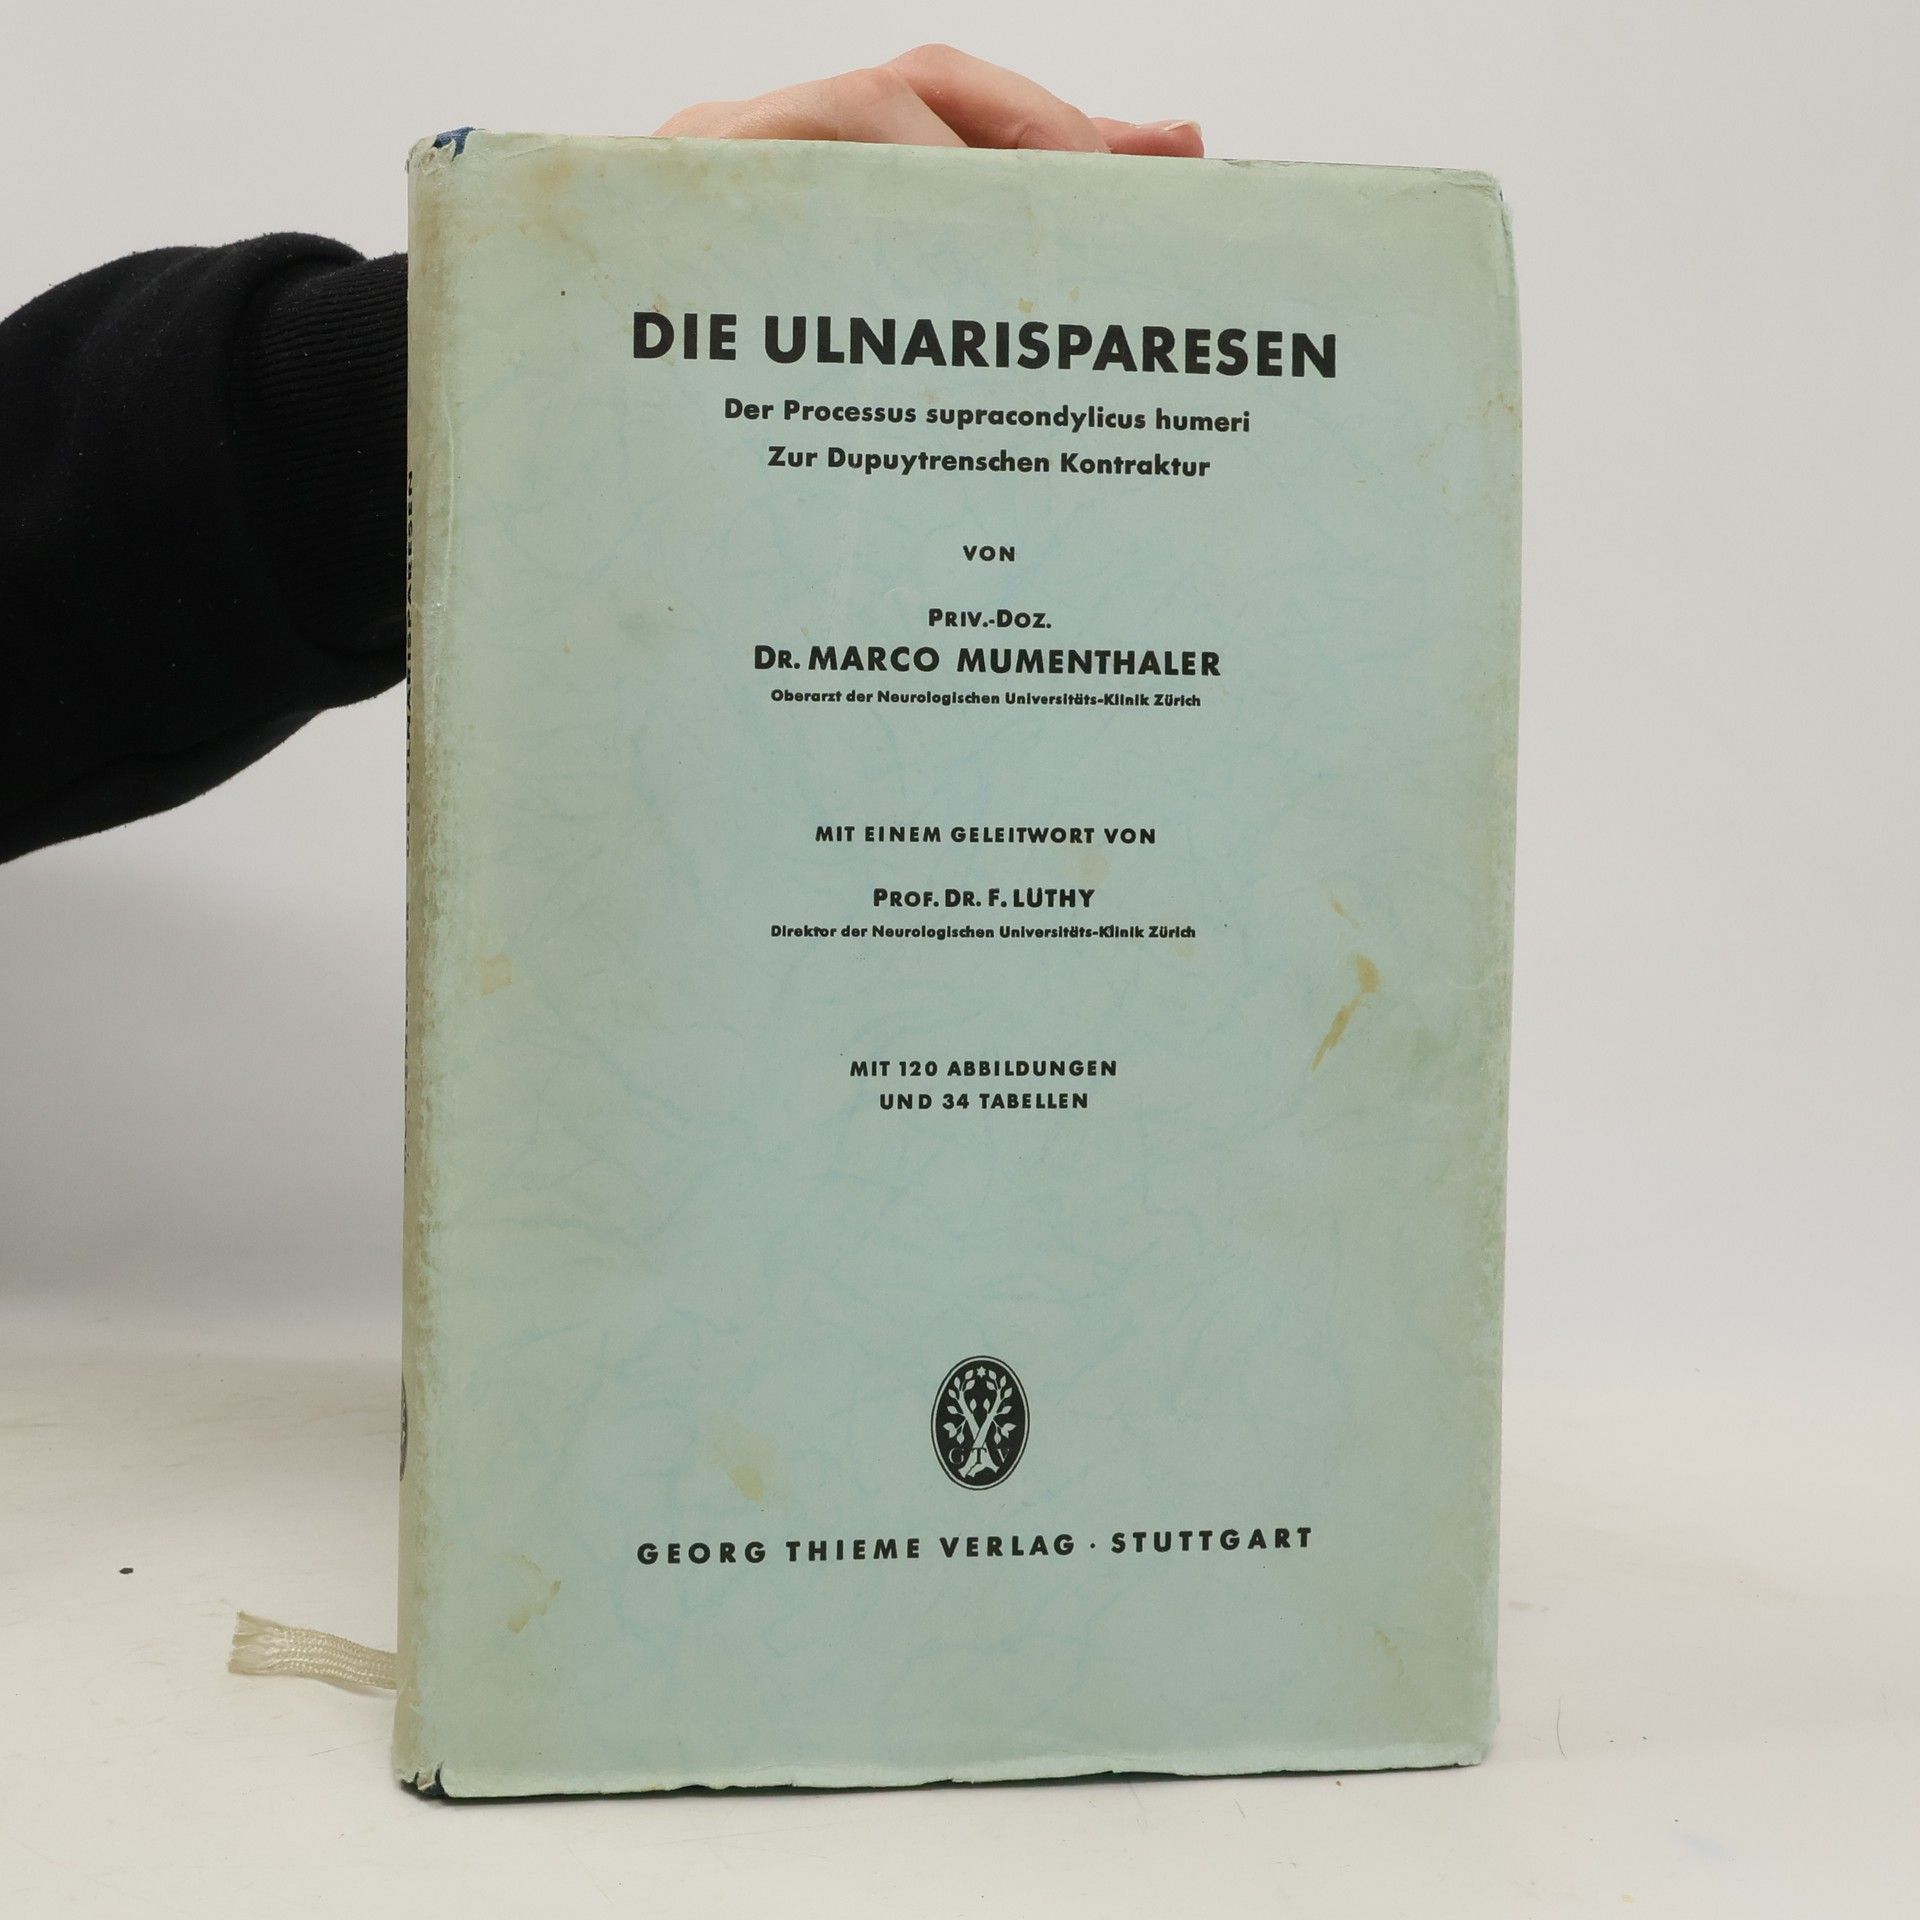 DIE ULNARISPARESEN
Der Processus supracondylicus humeri
Zur Dupuytrenschen Kontraktur
VON
PRIV.-DOZ.
DR. MARCO MUMENTHALER
Oberarzt der Neurologischen Universitäts-Klinik Zürich
MIT EINEM GELEITWORT VON
PROF. DR. F. LÜTHY
Direktor der Neurologischen Universitäts-Klinik Zürich
MIT 120 ABBILDUNGEN
UND 34 TABELLEN
G T V
GEORG THIEME VERLAG · STUTTGART